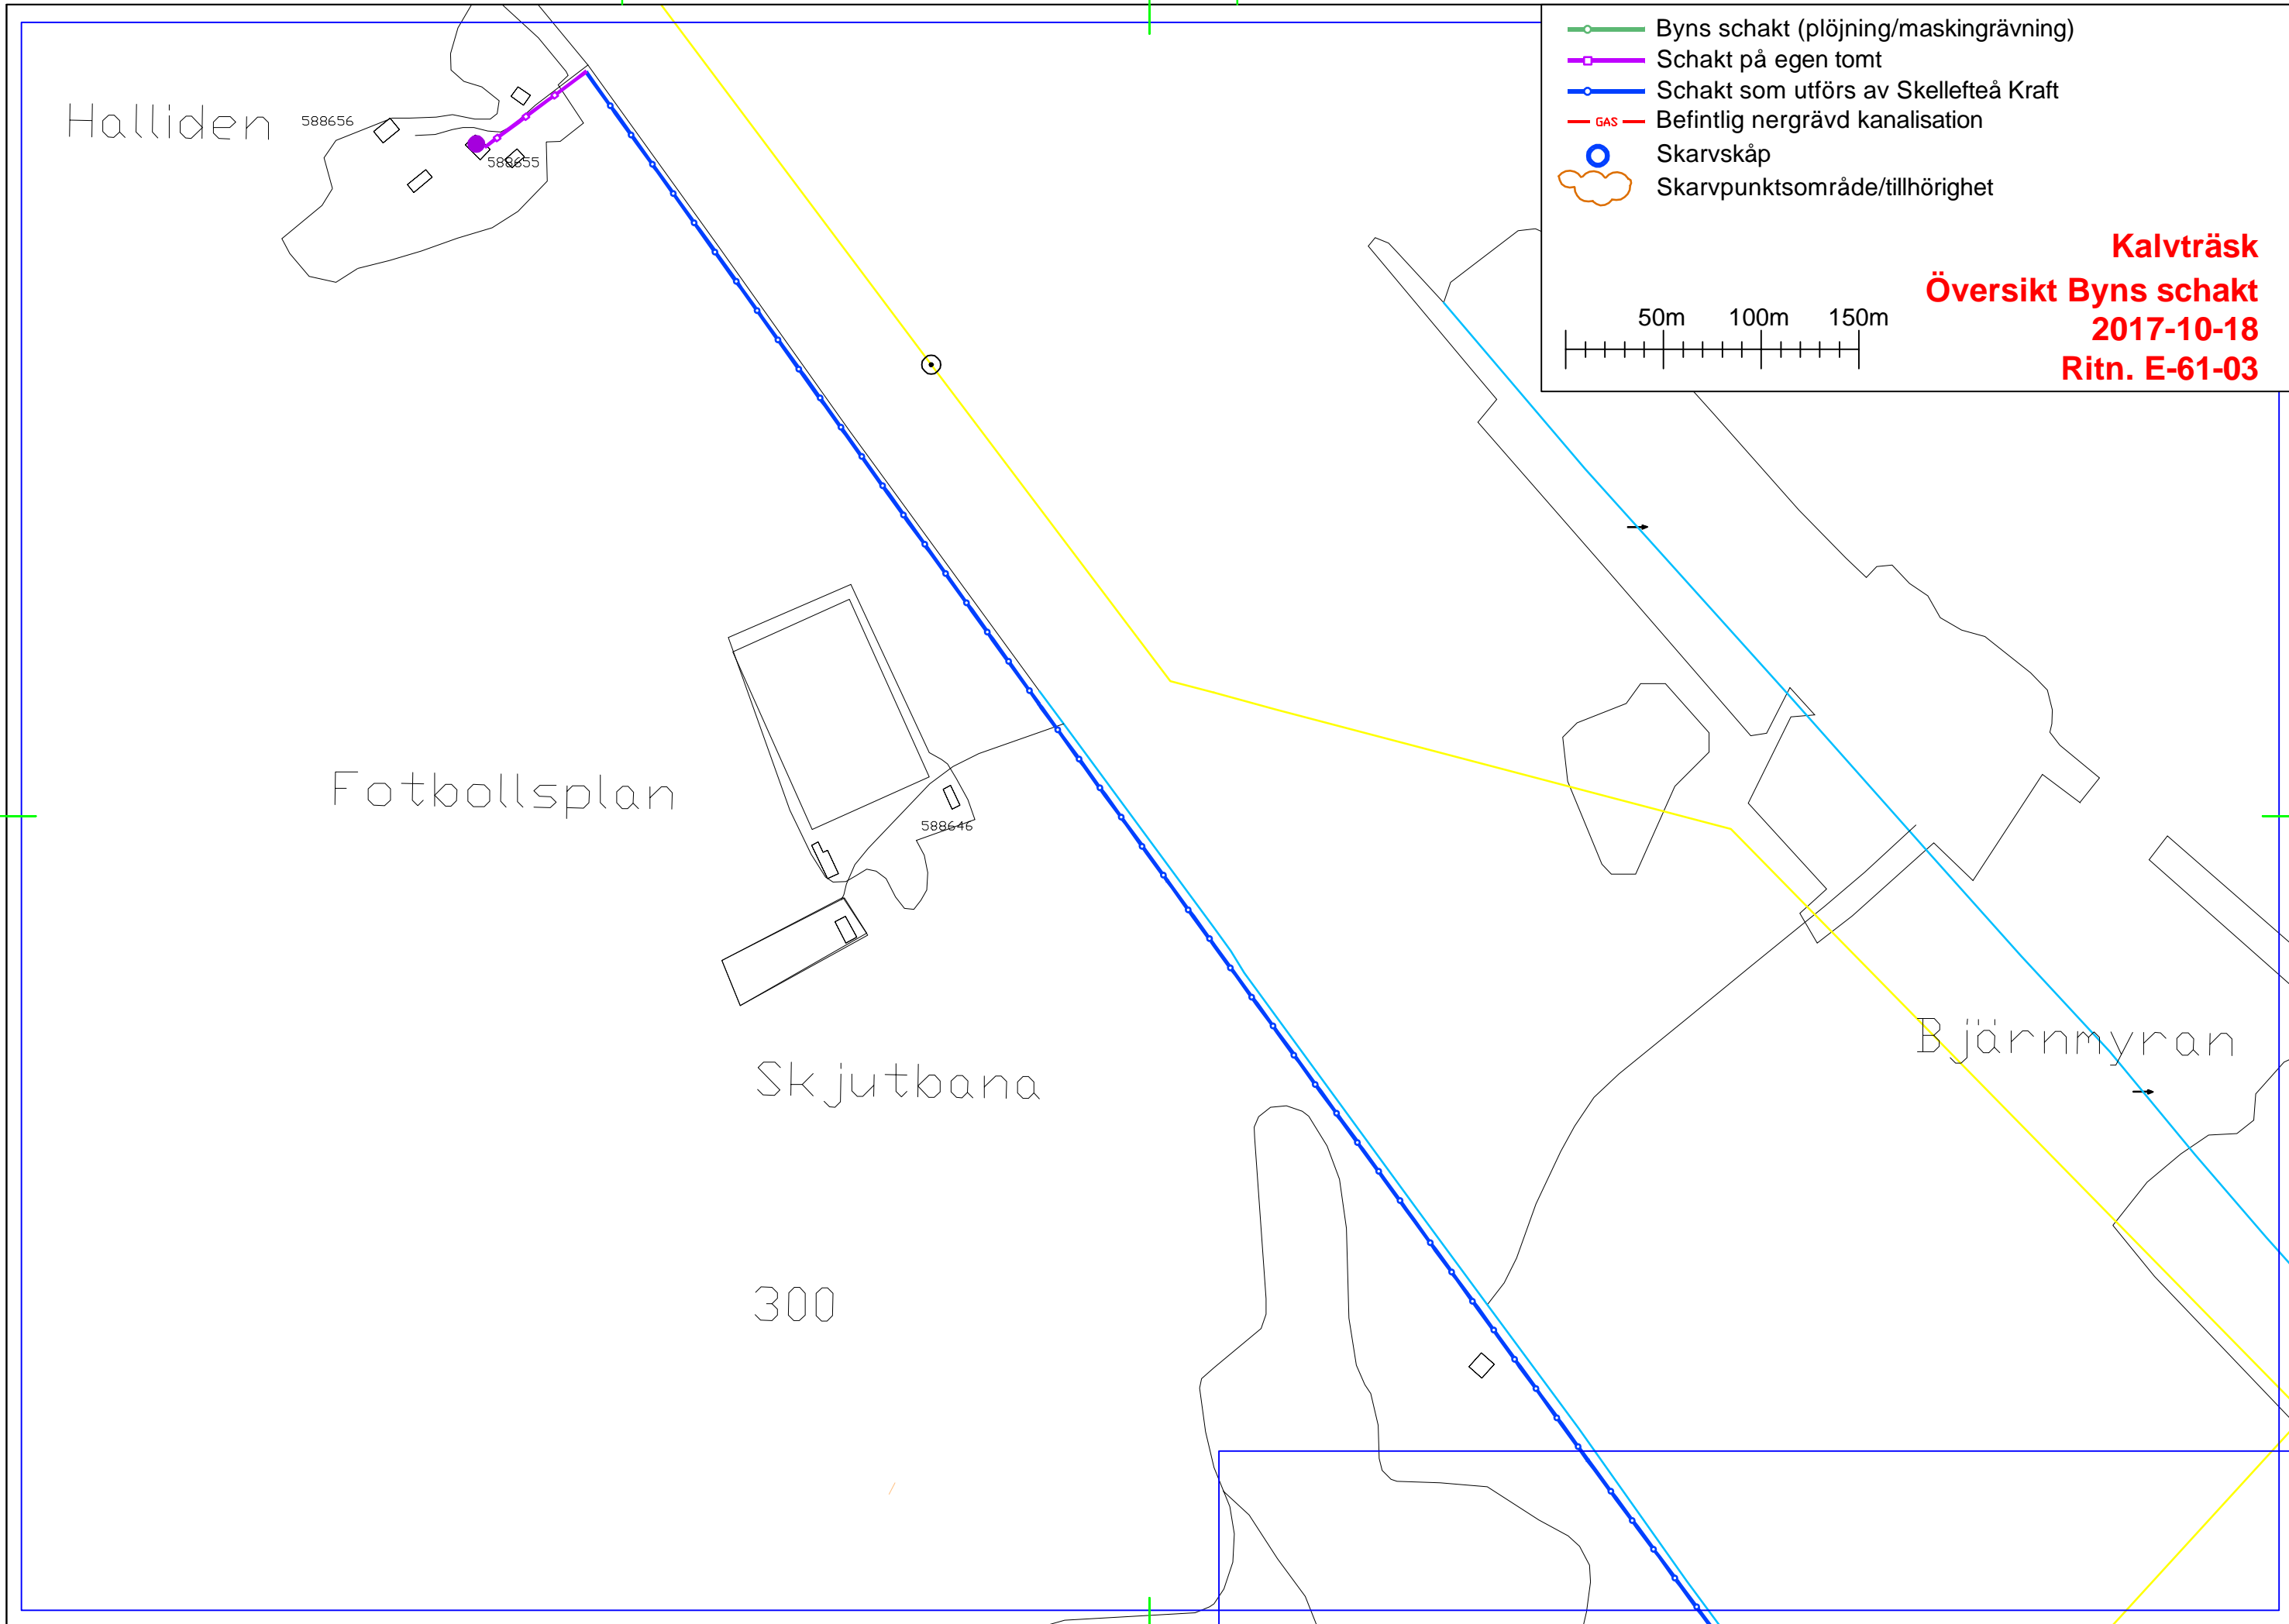 Byns schakt (plöjning/maskingrävning)
Schakt på egen tomt
Schakt som utförs av Skellefteå Kraft
GAS Befintlig nergrävd kanalisation
Skarvskåp
Skarvpunktsområde/tillhörighet
Kalvträsk
Översikt Byns schakt
2017-10-18
Ritn. E-61-03
50m 100m 150m
Halliden
588656
588655
Fotbollsplan
588646
Skjutbana
Bjärnmyran
300